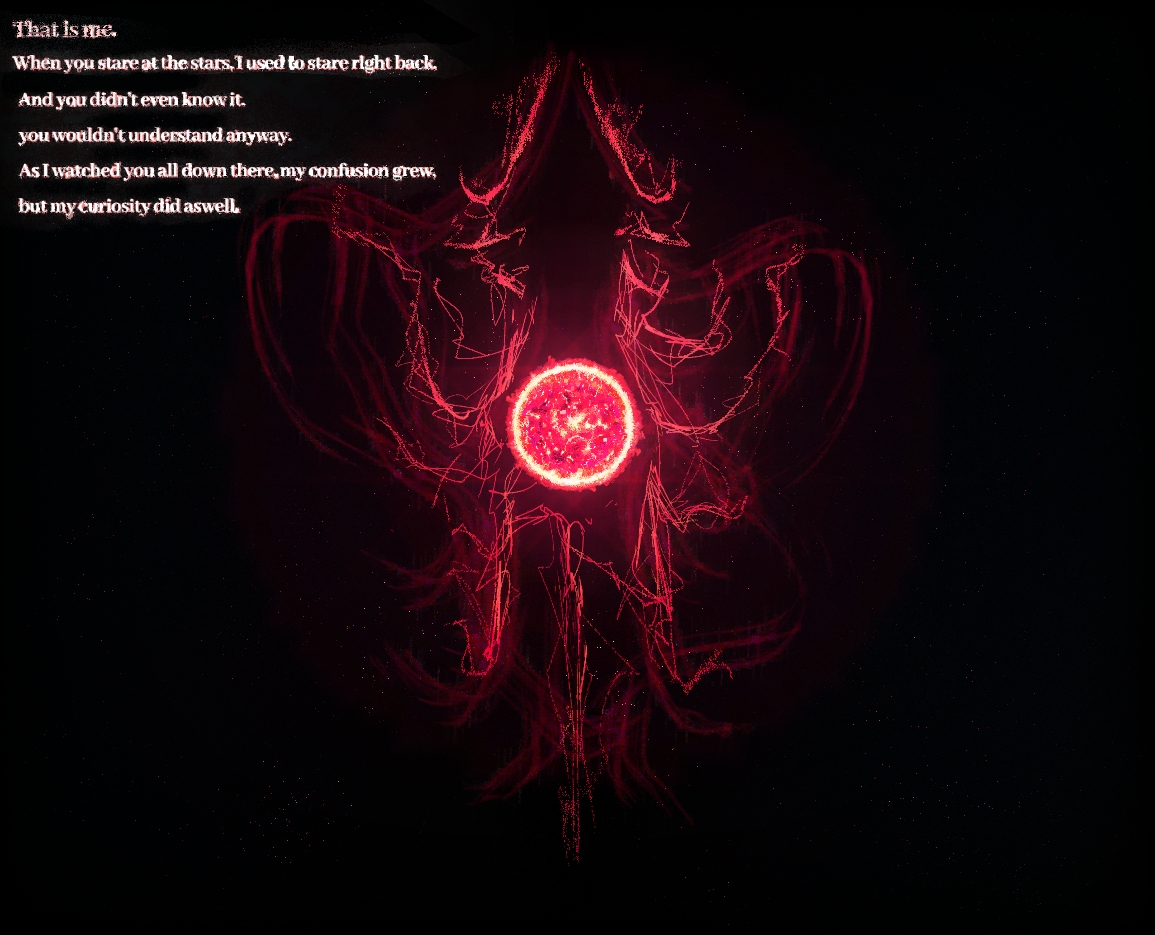 That is me.
When you stare at the stars, I used to stare right back.
And you didn't even know it.
you wouldn't understand anyway.
As I watched you all down there, my confusion grew,
but my curiosity did aswell.